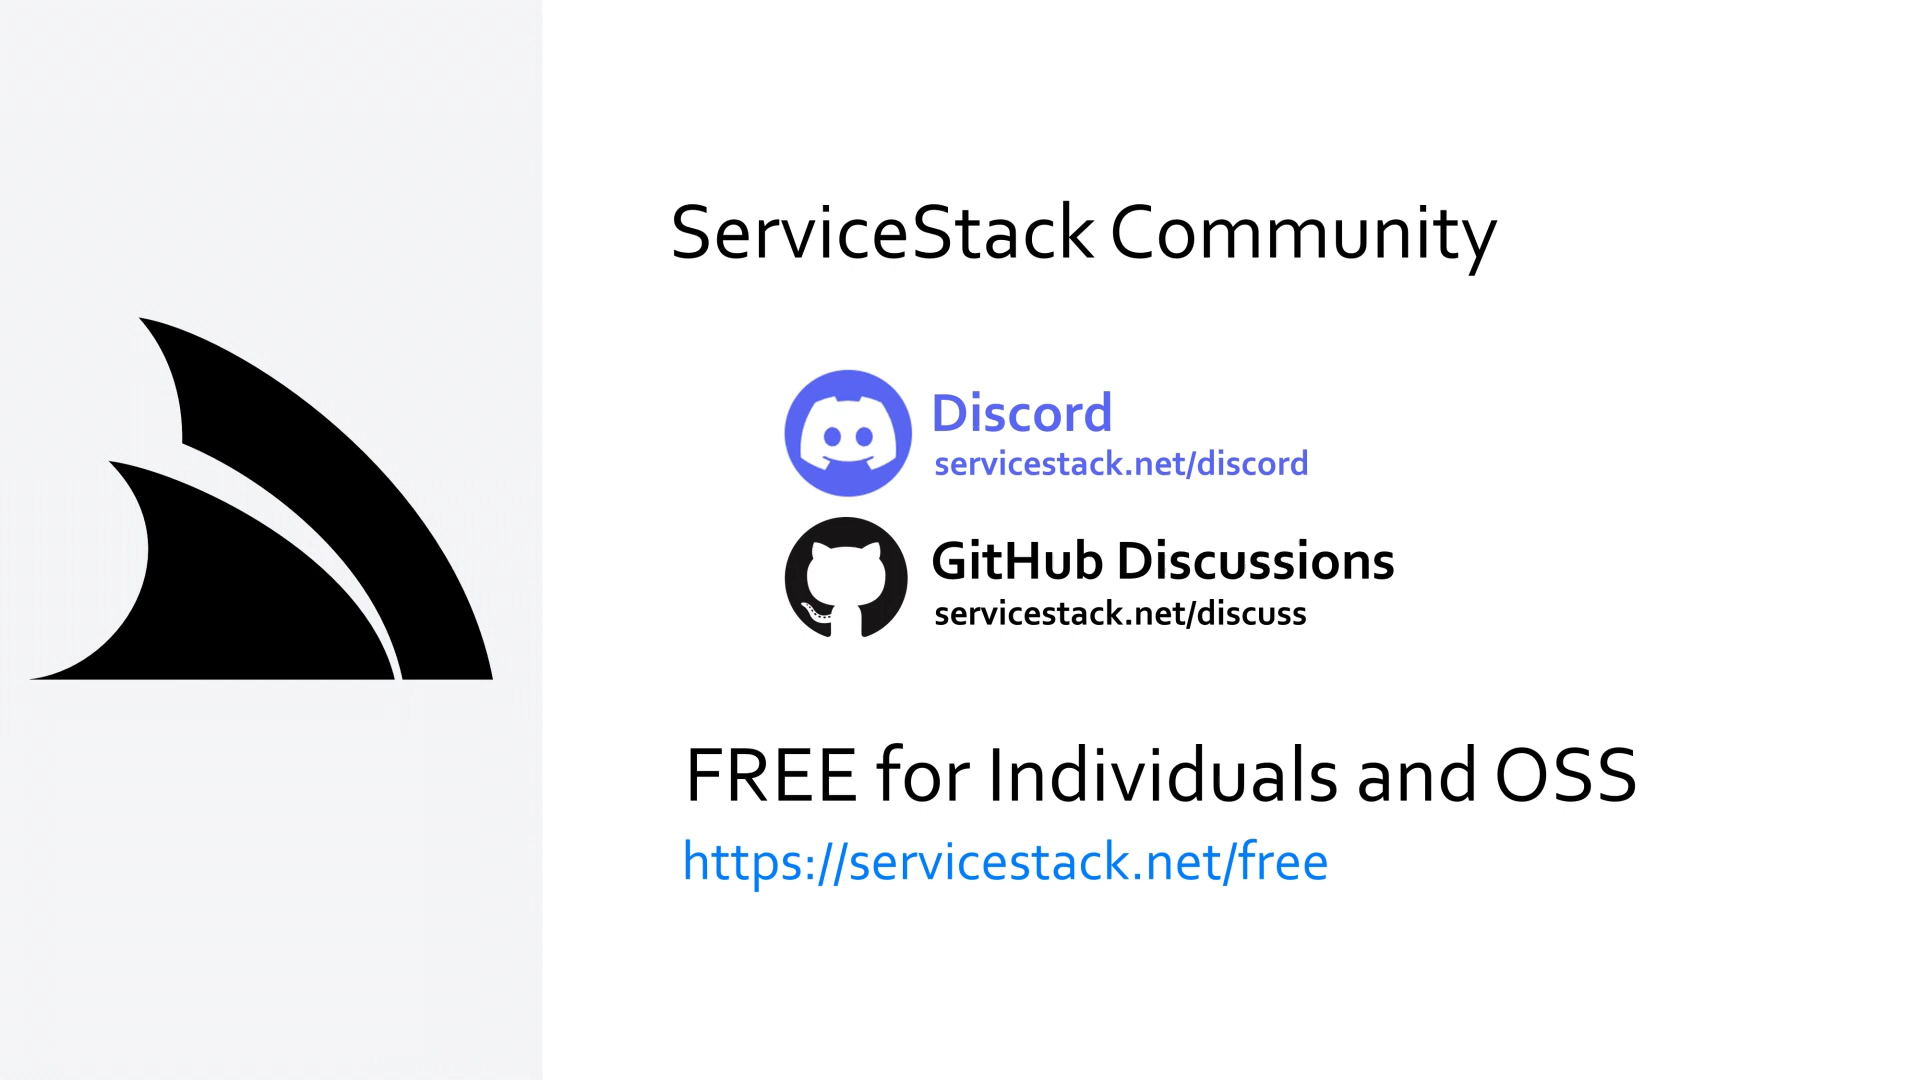 ServiceStack Community
Discord
servicestack.net/discord
GitHub Discussions
servicestack.net/discuss
FREE for Individuals and OSS
https://servicestack.net/free